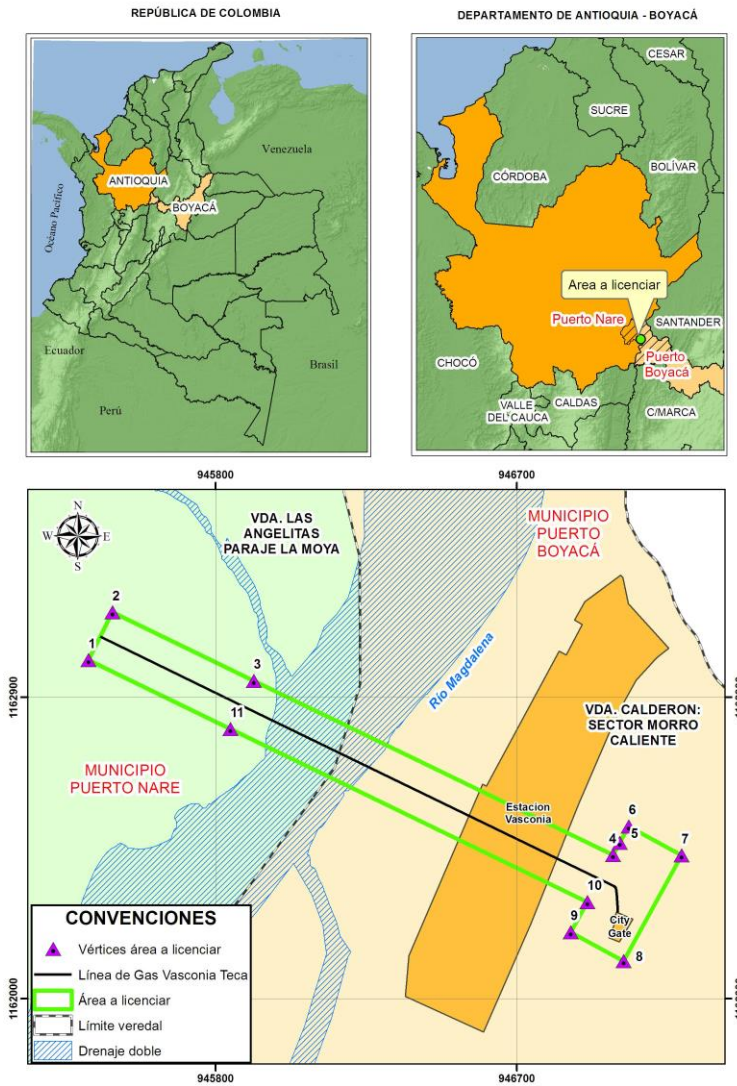 REPÚBLICA DE COLOMBIA
Venezuela
ANTIOQUIA
BOYACÁ
Océano Pacífico
Ecuador
Brasil
Perú
DEPARTAMENTO DE ANTIOQUIA - BOYACÁ
CESAR
SUCRE
BOLÍVAR
CÓRDOBA
Area a licenciar
Puerto Nare
SANTANDER
CHOCÓ
Puerto
Boyacá
VALLE
DEL CAUCA
CALDAS
C/MARCA
945800
946700
N
W
E
S
VDA. LAS
ANGELITAS
PARAJE LA MOYA
MUNICIPIO
PUERTO
BOYACÁ
2
1
3
11
1162900
Río Magdalena
VDA. CALDERON:
SECTOR MORRO
CALIENTE
MUNICIPIO
PUERTO NARE
Estacion
Vasconia
6
5
4
7
10
9
City
Gate
8
1162000
CONVENCIONES
Vértices área a licenciar
Línea de Gas Vasconia Teca
Área a licenciar
Límite veredal
Drenaje doble
945800
946700